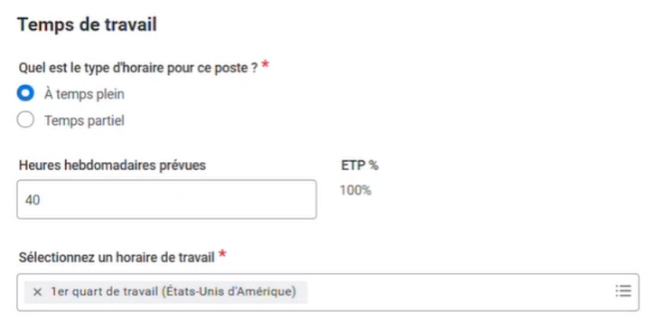 Temps de travail
Quel est le type d'horaire pour ce poste ? *
À temps plein
Temps partiel
Heures hebdomadaires prévues
ETP %
40
100%
Sélectionnez un horaire de travail *
× 1er quart de travail (États-Unis d'Amérique)